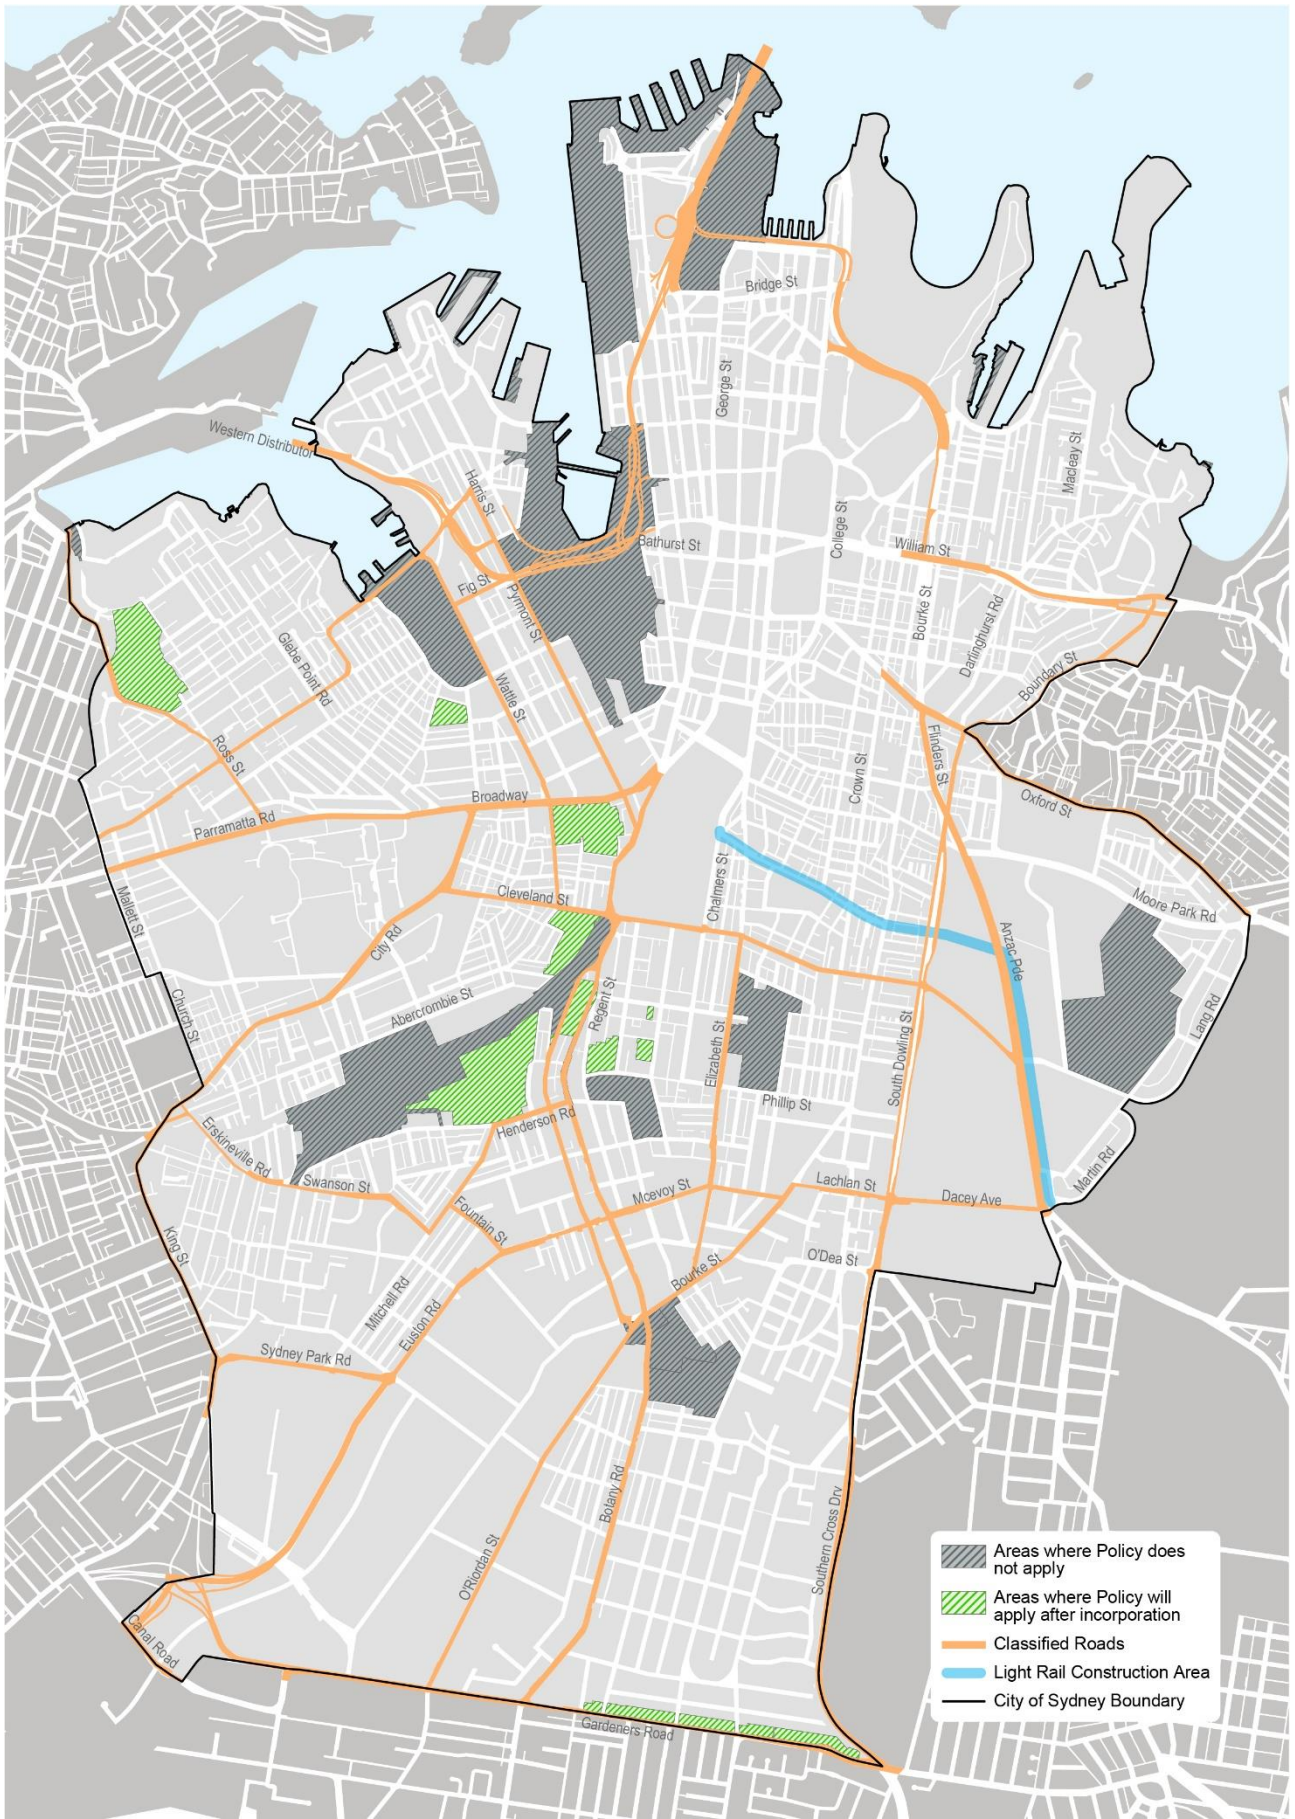 Bridge St
George St
Western Distributor
Macleay St
Harris St
College St
Bathurst St
William St
Fig St
Pyrmont St
Bourke St
Darlinghurst Rd
Glebe Point Rd
Boundary St
Wattle St
Ross St
Flinders St
Crown St
Broadway
Oxford St
Parramatta Rd
Mallett St
Cleveland St
Chalmers St
Moore Park Rd
City Rd
Anzac Pde
Church St
Abercrombie St
Regent St
Lang Rd
Elizabeth St
South Dowling St
Phillip St
Henderson Rd
Erskineville Rd
Martin Rd
Swanson St
Mcevoy St
Lachlan St
Dacey Ave
Fountain St
King St
O'Dea St
Bourke St
Mitchell Rd
Euston Rd
Sydney Park Rd
Botany Rd
Southern Cross Drv
O'Riordan St
Canal Road
Gardeners Road
Areas where Policy does
not apply
Areas where Policy will
apply after incorporation
Classified Roads
Light Rail Construction Area
City of Sydney Boundary